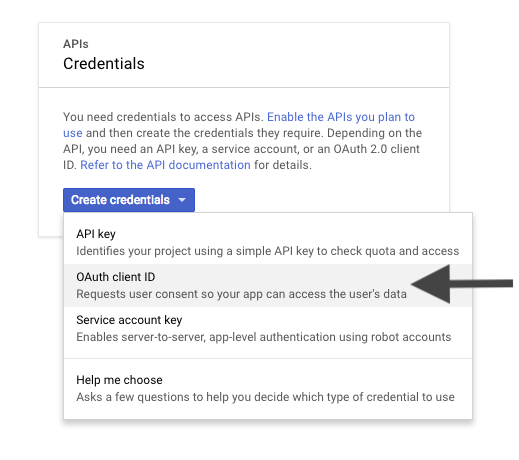 APIs
Credentials
You need credentials to access APIs. Enable the APIs you plan to
use and then create the credentials they require. Depending on the
API, you need an API key, a service account, or an OAuth 2.0 client
ID. Refer to the API documentation for details.
Create credentials
API key
Identifies your project using a simple API key to check quota and access
OAuth client ID
Requests user consent so your app can access the user's data
Service account key
Enables server-to-server, app-level authentication using robot accounts
Help me choose
Asks a few questions to help you decide which type of credential to use